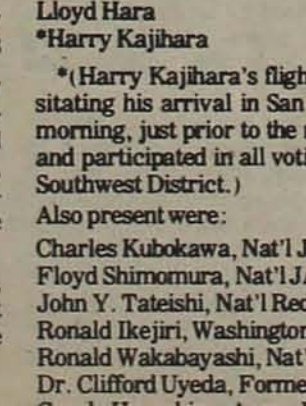 Lloyd Hara
*Harry Kajihara
*(Harry Kajihara's fligh
sitating his arrival in San
morning, just prior to the
and participated in all voti
Southwest District.)
Also present were:
Charles Kubokawa, Nat'l J
Floyd Shimomura, Nat'l JA
John Y. Tateishi, Nat'l Rec
Ronald Ikejiri, Washington
Ronald Wakabayashi, Nat'
Dr. Clifford Uyeda, Forme